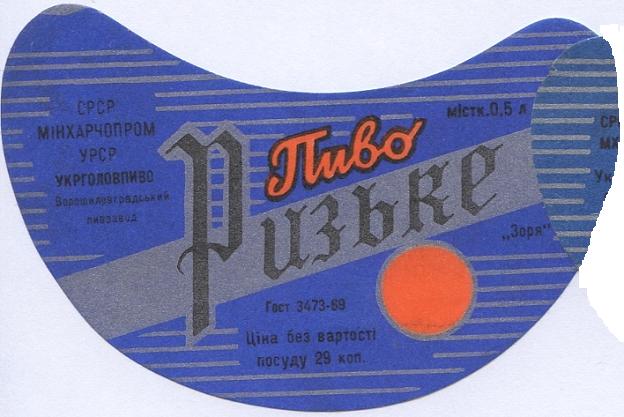 СРСР
МІНХАРЧОПРОМ
УРСР
УКРГОЛОВПИВО
Ворошиловградський
пивзавод
Пиво
Ризьке
містк.0,5 л
„Зоря"
Гост 3473-69
Ціна без вартості
посуду 29 коп.